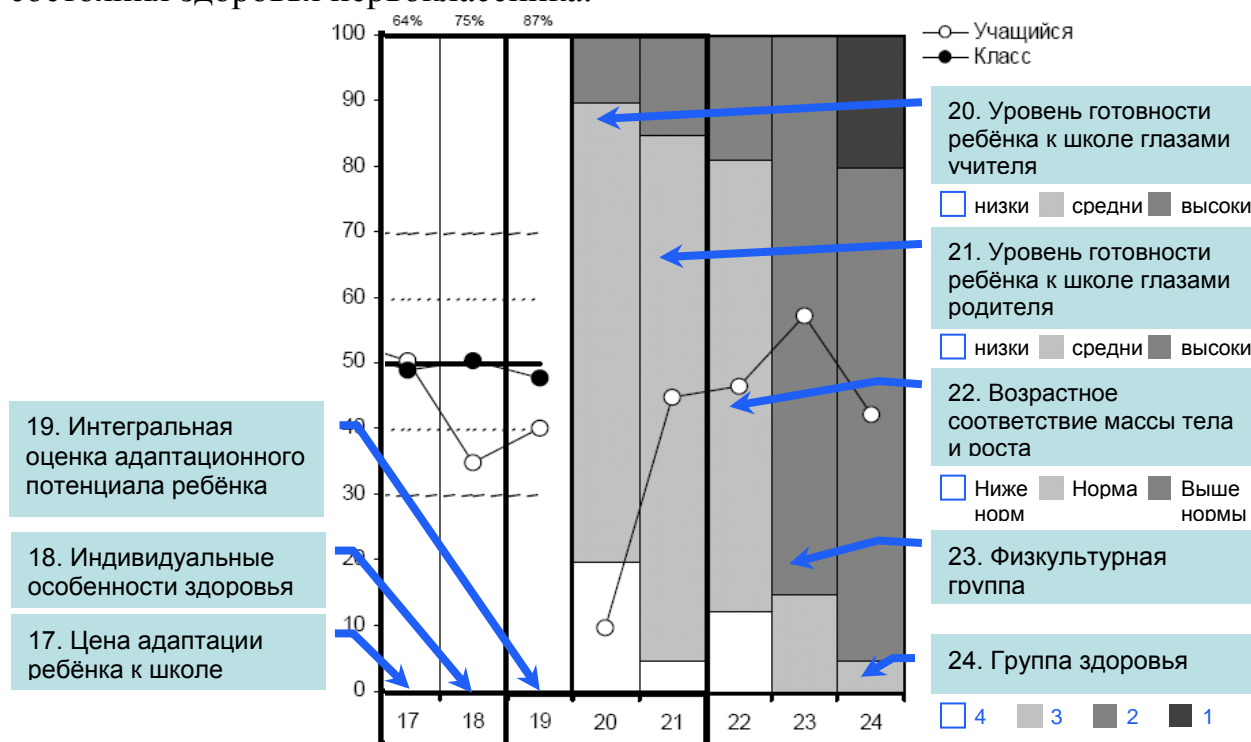 состояния здоровья первоклассника.
64% 75% 87%
100
90
80
70
60
50
40
30
20
10
0
17 18 19 20 21 22 23 24
Учащийся
Класс
20. Уровень готовности
ребёнка к школе глазами
учителя
низки средни высоки
21. Уровень готовности
ребёнка к школе глазами
родителя
низки средни высоки
22. Возрастное
соответствие массы тела
и роста
Ниже Норма Выше
норм нормы
23. Физкультурная
группа
24. Группа здоровья
4 3 2 1
19. Интегральная
оценка адаптационного
потенциала ребёнка
18. Индивидуальные
особенности здоровья
17. Цена адаптации
ребёнка к школе